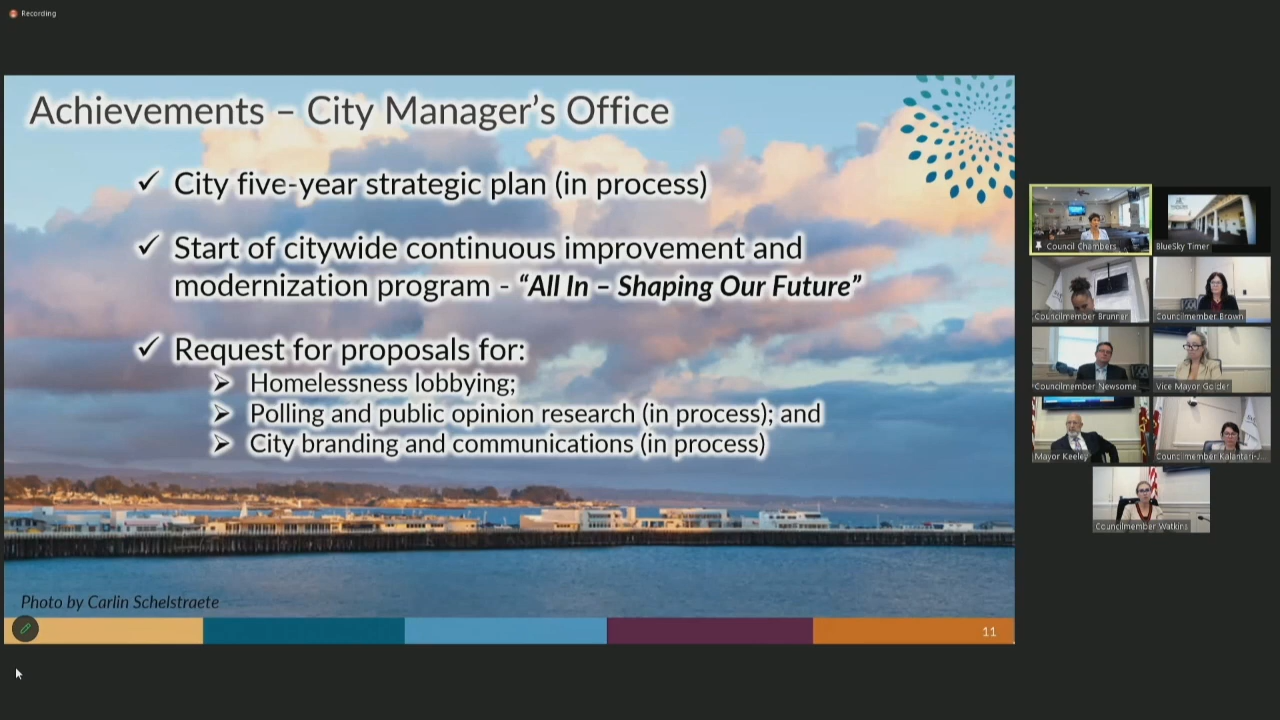 Recording
Achievements – City Manager's Office
✓ City five-year strategic plan (in process)
✓ Start of citywide continuous improvement and
modernization program - "All In – Shaping Our Future"
✓ Request for proposals for:
➢ Homelessness lobbying;
➢ Polling and public opinion research (in process); and
➢ City branding and communications (in process)
Photo by Carlin Schelstraete
11
Council Chambers
BlueSky Timer
Councilmember Brunner
Councilmember Brown
Councilmember Newsome
Vice Mayor Golder
Mayor Keeley
Councilmember Kalantari-J...
Councilmember Watkins